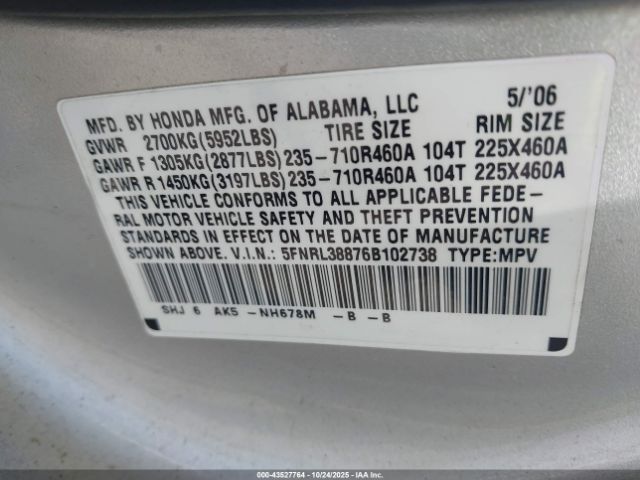 MFD. BY HONDA MFG. OF ALABAMA, LLC 5/'06
GVWR 2700KG(5952LBS) TIRE SIZE RIM SIZE
GAWR F 1305KG(2877LBS)235-710R460A 104T 225X460A
GAWR R 1450KG(3197LBS)235-710R460A 104T 225X460A
THIS VEHICLE CONFORMS TO ALL APPLICABLE FEDE-
RAL MOTOR VEHICLE SAFETY AND THEFT PREVENTION
STANDARDS IN EFFECT ON THE DATE OF MANUFACTURE
SHOWN ABOVE. V.I.N.: 5FNRL38876B102738 TYPE:MPV
SHJ 6 AK5 -NH678M -B -B
00-43527764 | 10/24/2025 | COPYRIGHT IAA, LLC